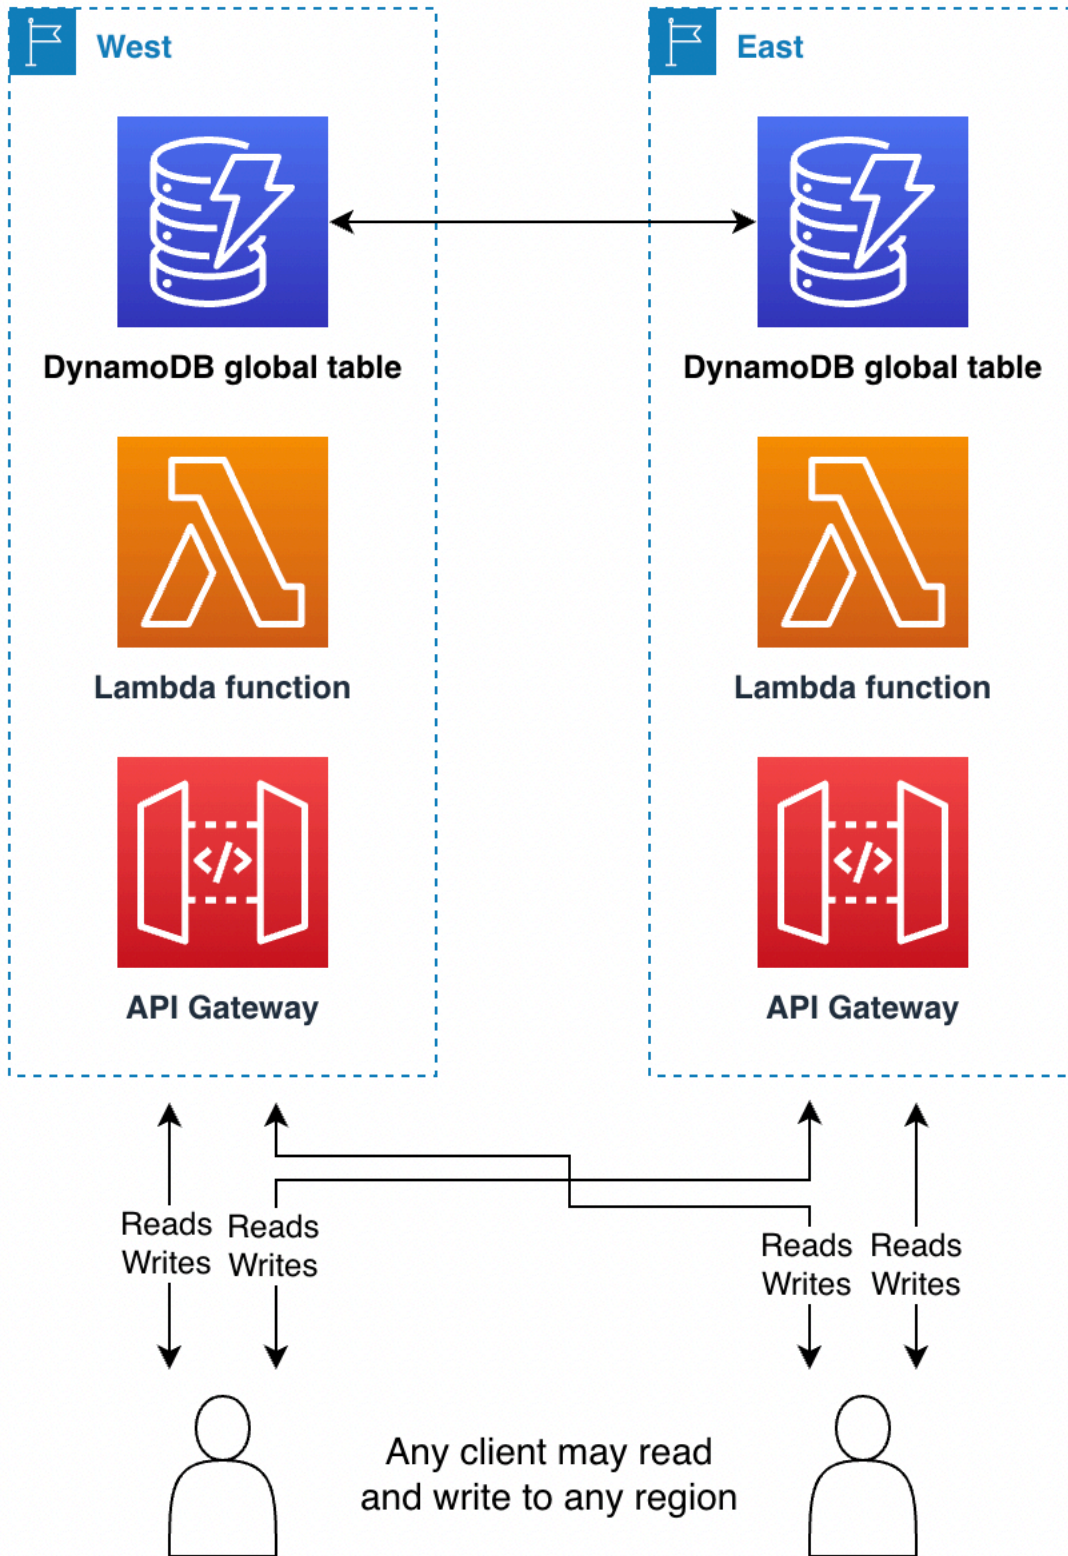 West
East
DynamoDB global table
DynamoDB global table
Lambda function
Lambda function
</>
</>
API Gateway
API Gateway
Reads
Writes
Reads
Writes
Reads
Writes
Reads
Writes
Any client may read
and write to any region